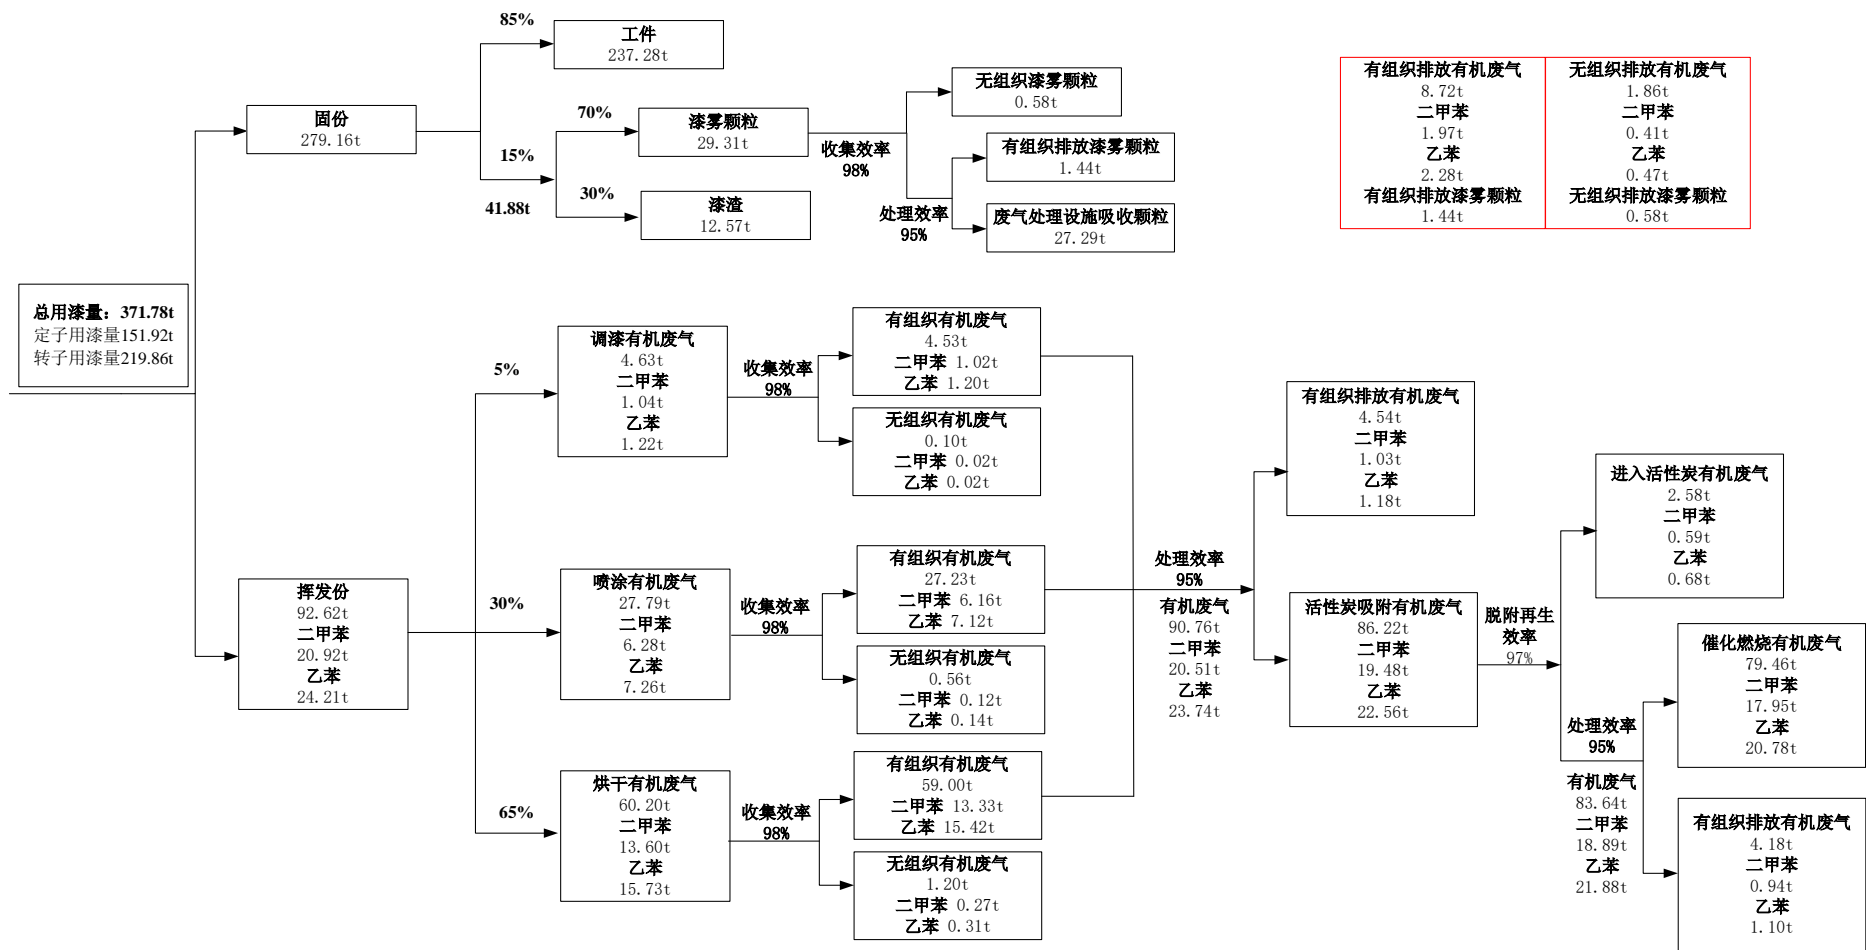 总用漆量：371.78t
定子用漆量151.92t
转子用漆量219.86t
固份
279.16t
85%
工件
237.28t
15%
41.88t
70%
漆雾颗粒
29.31t
30%
漆渣
12.57t
收集效率
98%
无组织漆雾颗粒
0.58t
处理效率
95%
有组织排放漆雾颗粒
1.44t
废气处理设施吸收颗粒
27.29t
有组织排放有机废气
8.72t
二甲苯
1.97t
乙苯
2.28t
有组织排放漆雾颗粒
1.44t
无组织排放有机废气
1.86t
二甲苯
0.41t
乙苯
0.47t
无组织排放漆雾颗粒
0.58t
挥发份
92.62t
二甲苯
20.92t
乙苯
24.21t
5%
调漆有机废气
4.63t
二甲苯
1.04t
乙苯
1.22t
收集效率
98%
有组织有机废气
4.53t
二甲苯 1.02t
乙苯 1.20t
无组织有机废气
0.10t
二甲苯 0.02t
乙苯 0.02t
30%
喷涂有机废气
27.79t
二甲苯
6.28t
乙苯
7.26t
收集效率
98%
有组织有机废气
27.23t
二甲苯 6.16t
乙苯 7.12t
无组织有机废气
0.56t
二甲苯 0.12t
乙苯 0.14t
65%
烘干有机废气
60.20t
二甲苯
13.60t
乙苯
15.73t
收集效率
98%
有组织有机废气
59.00t
二甲苯 13.33t
乙苯 15.42t
无组织有机废气
1.20t
二甲苯 0.27t
乙苯 0.31t
处理效率
95%
有机废气
90.76t
二甲苯
20.51t
乙苯
23.74t
有组织排放有机废气
4.54t
二甲苯
1.03t
乙苯
1.18t
活性炭吸附有机废气
86.22t
二甲苯
19.48t
乙苯
22.56t
脱附再生
效率
97%
进入活性炭有机废气
2.58t
二甲苯
0.59t
乙苯
0.68t
处理效率
95%
有机废气
83.64t
二甲苯
18.89t
乙苯
21.88t
催化燃烧有机废气
79.46t
二甲苯
17.95t
乙苯
20.78t
有组织排放有机废气
4.18t
二甲苯
0.94t
乙苯
1.10t